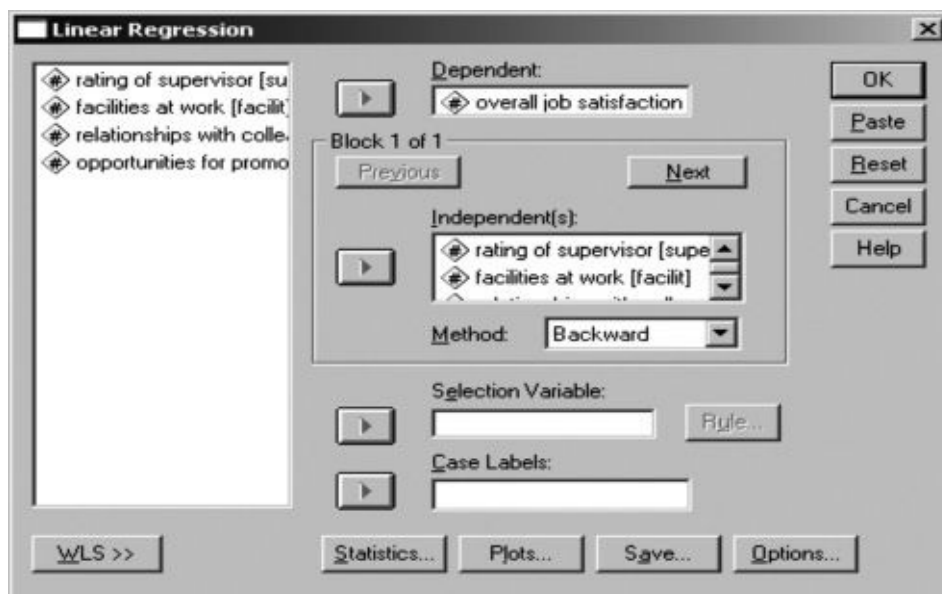 Linear Regression
rating of supervisor [su
facilities at work [facilit]
relationships with colle
opportunities for promo
Dependent:
overall job satisfaction
Block 1 of 1
Previous
Next
Independent(s):
rating of supervisor [supe
facilities at work [facilit]
Method:
Backward
Selection Variable:
Rule...
Case Labels:
WLS >>
Statistics...
Plots...
Save...
Options...
OK
Paste
Reset
Cancel
Help